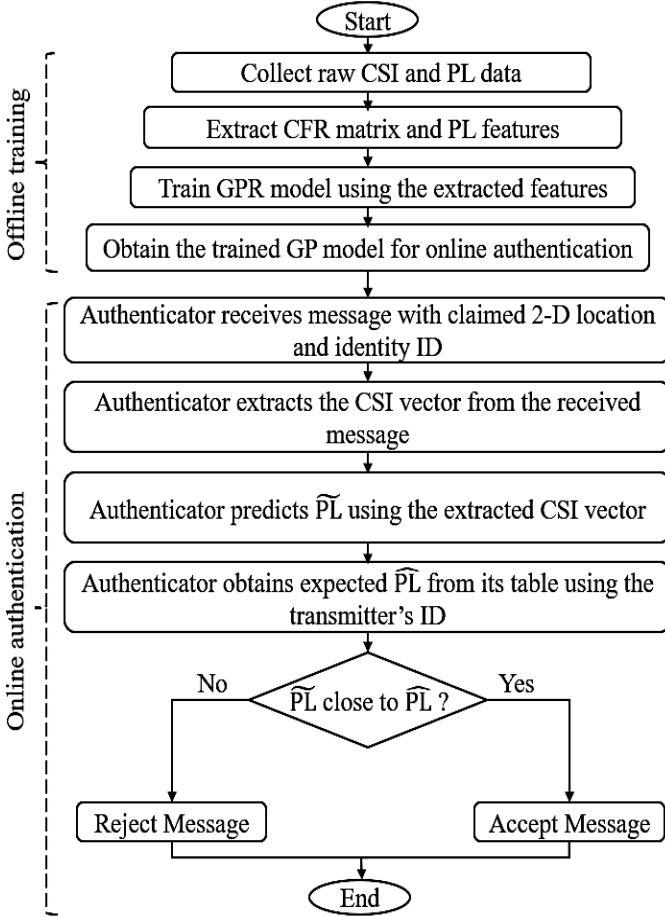 Start
Offline training
Collect raw CSI and PL data
Extract CFR matrix and PL features
Train GPR model using the extracted features
Obtain the trained GP model for online authentication
Online authentication
Authenticator receives message with claimed 2-D location
and identity ID
Authenticator extracts the CSI vector from the received
message
Authenticator predicts P̃L̃ using the extracted CSI vector
Authenticator obtains expected P̂L̂ from its table using the
transmitter's ID
P̃L̃ close to P̂L̂ ?
No
Yes
Reject Message
Accept Message
End